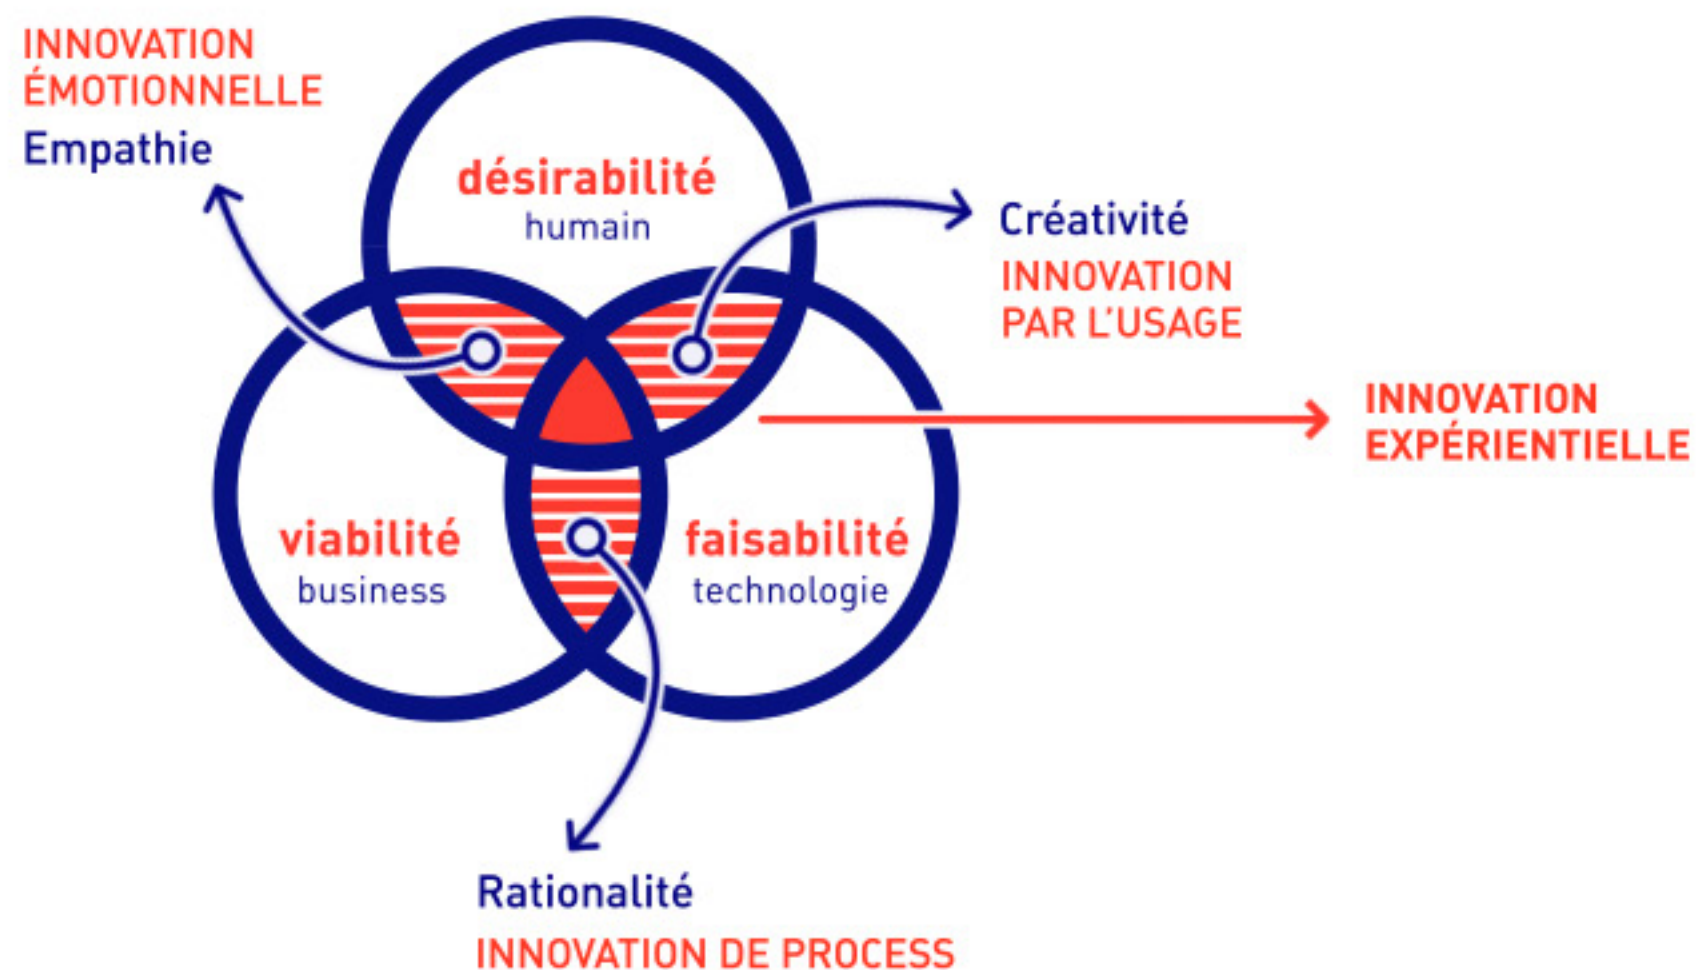 INNOVATION
ÉMOTIONNELLE
Empathie
désirabilité
humain
Créativité
INNOVATION
PAR L'USAGE
INNOVATION
EXPÉRIENTIELLE
viabilité
business
faisabilité
technologie
Rationalité
INNOVATION DE PROCESS